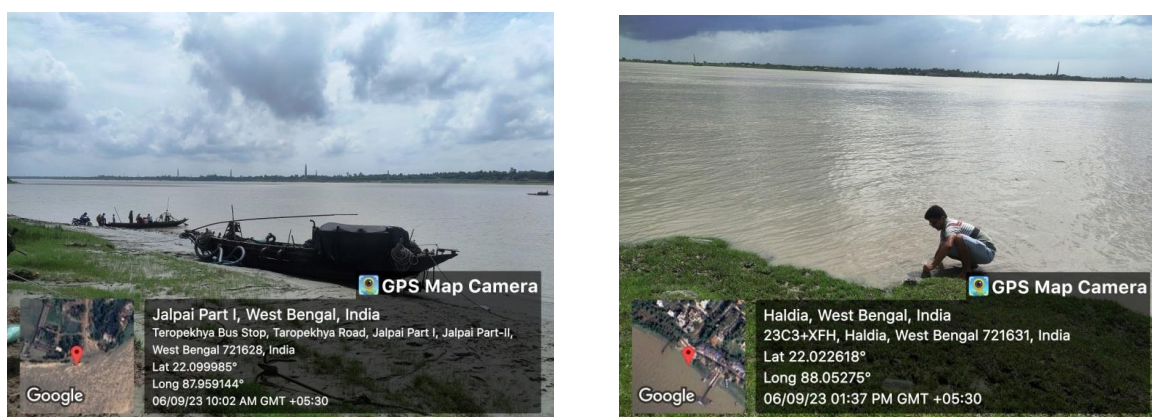 GPS Map Camera
Jalpai Part I, West Bengal, India
Teropekhya Bus Stop, Taropekhya Road, Jalpai Part I, Jalpai Part-II,
West Bengal 721628, India
Lat 22.099985°
Long 87.959144°
06/09/23 10:02 AM GMT +05:30
Google
GPS Map Camera
Haldia, West Bengal, India
23C3+XFH, Haldia, West Bengal 721631, India
Lat 22.022618°
Long 88.05275°
06/09/23 01:37 PM GMT +05:30
Google